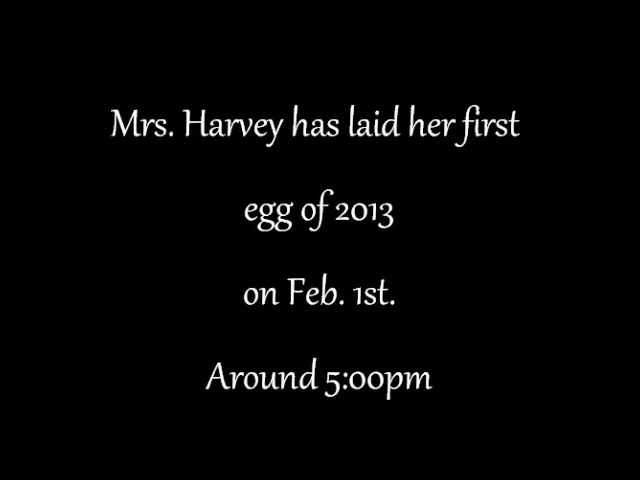 Mrs. Harvey has laid her first
egg of 2013
on Feb. 1st.
Around 5:00pm